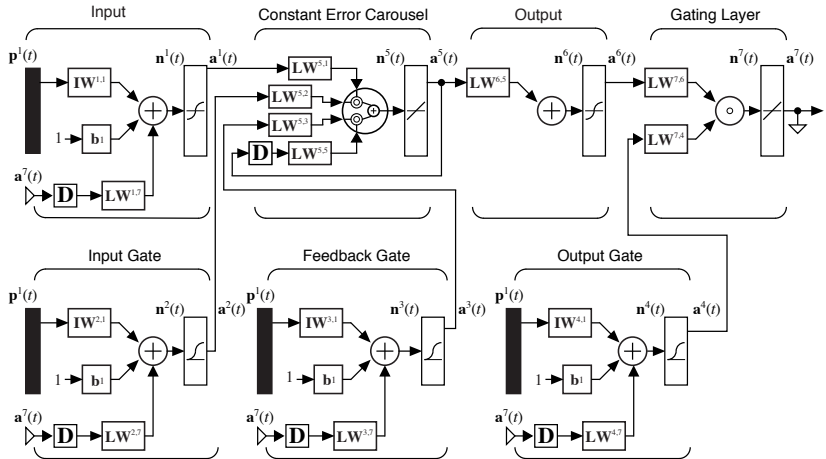 Input
Constant Error Carousel
Output
Gating Layer
p¹(t)
n¹(t)
a¹(t)
n⁵(t)
a⁵(t)
n⁶(t)
a⁶(t)
n⁷(t)
a⁷(t)
IW¹,¹
1
b¹
a⁷(t)
D
LW¹,⁷
LW⁵,¹
LW⁵,²
LW⁵,³
D
LW⁵,⁵
LW⁶,⁵
LW⁷,⁶
LW⁷,⁴
Input Gate
Feedback Gate
Output Gate
p¹(t)
n²(t)
a²(t)
IW²,¹
1
b¹
a⁷(t)
D
LW²,⁷
p¹(t)
n³(t)
a³(t)
IW³,¹
1
b¹
a⁷(t)
D
LW³,⁷
p¹(t)
n⁴(t)
a⁴(t)
IW⁴,¹
1
b¹
a⁷(t)
D
LW⁴,⁷